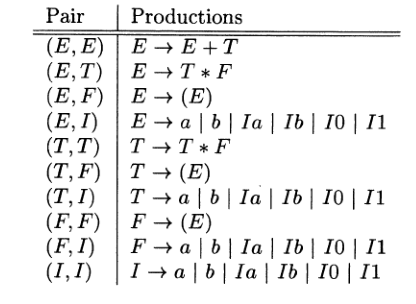 Pair Productions
(E, E) E → E + T
(E, T) E → T * F
(E, F) E → (E)
(E, I) E → a | b | Ia | Ib | I0 | I1
(T, T) T → T * F
(T, F) T → (E)
(T, I) T → a | b | Ia | Ib | I0 | I1
(F, F) F → (E)
(F, I) F → a | b | Ia | Ib | I0 | I1
(I, I) I → a | b | Ia | Ib | I0 | I1